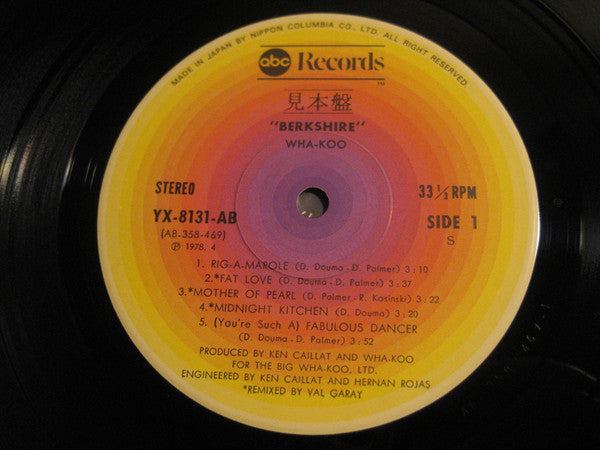 MADE IN JAPAN BY NIPPON COLUMBIA CO., LTD. ALL RIGHT RESERVED.
abc Records
TM
見本盤
"BERKSHIRE"
WHA-KOO
STEREO
33 1/3 RPM
YX-8131-AB
SIDE 1
(AB-358-469)
S
Ⓟ 1978. 4
1. RIG-A-MAROLE (D. Douma - D. Palmer) 3 : 10
2. *FAT LOVE (D. Douma - D. Palmer) 3 : 37
3. *MOTHER OF PEARL (D. Palmer - R. Kosinski) 3 : 22
4. *MIDNIGHT KITCHEN (D. Douma) 3 : 20
5. (You're Such A) FABULOUS DANCER
(D. Douma - D. Palmer) 3 : 52
PRODUCED BY KEN CAILLAT AND WHA-KOO
FOR THE BIG WHA-KOO, LTD.
ENGINEERED BY KEN CAILLAT AND HERNAN ROJAS
*REMIXED BY VAL GARAY